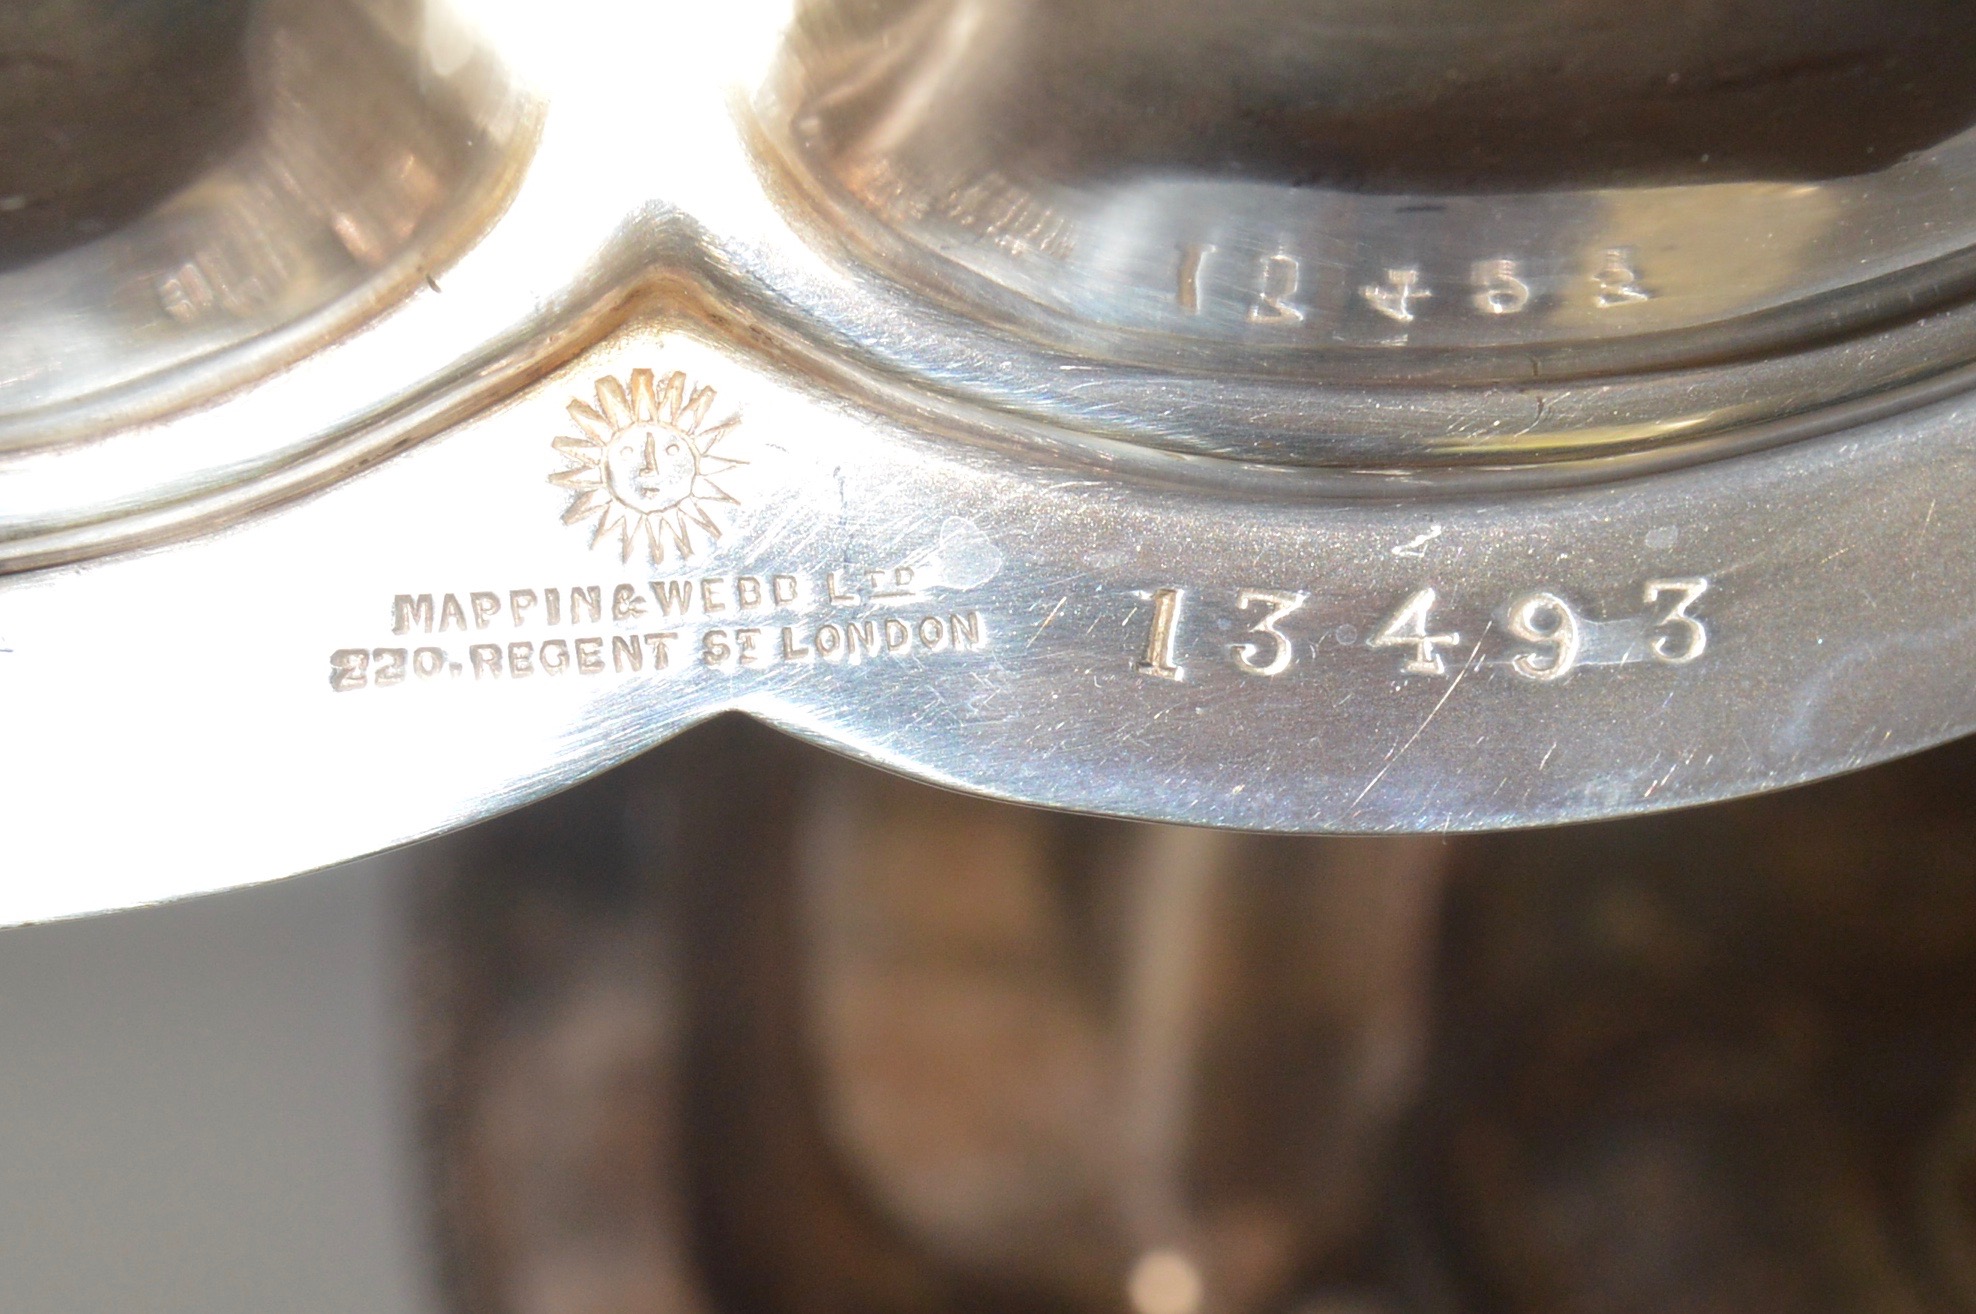 MAPPIN & WEBB LTD
220. REGENT ST LONDON
13493